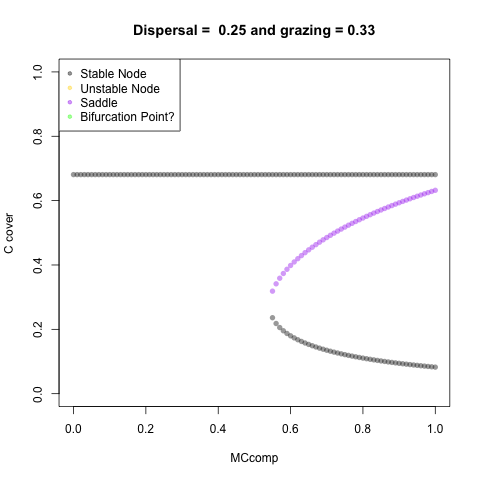 Dispersal =  0.25 and grazing = 0.33
Stable Node
Unstable Node
Saddle
Bifurcation Point?
1.0
0.8
0.6
0.4
0.2
0.0
C cover
0.0 0.2 0.4 0.6 0.8 1.0
MCcomp